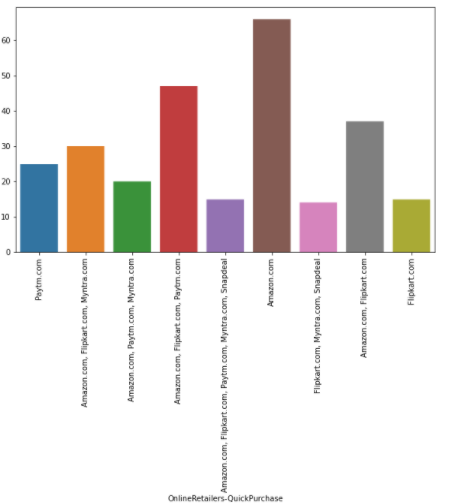 60
50
40
30
20
10
0
Paytm.com
Amazon.com, Flipkart.com, Myntra.com
Amazon.com, Paytm.com, Myntra.com
Amazon.com, Flipkart.com, Paytm.com
Amazon.com, Flipkart.com, Paytm.com, Myntra.com, Snapdeal
Amazon.com
Flipkart.com, Myntra.com, Snapdeal
Amazon.com, Flipkart.com
Flipkart.com
OnlineRetailers-QuickPurchase